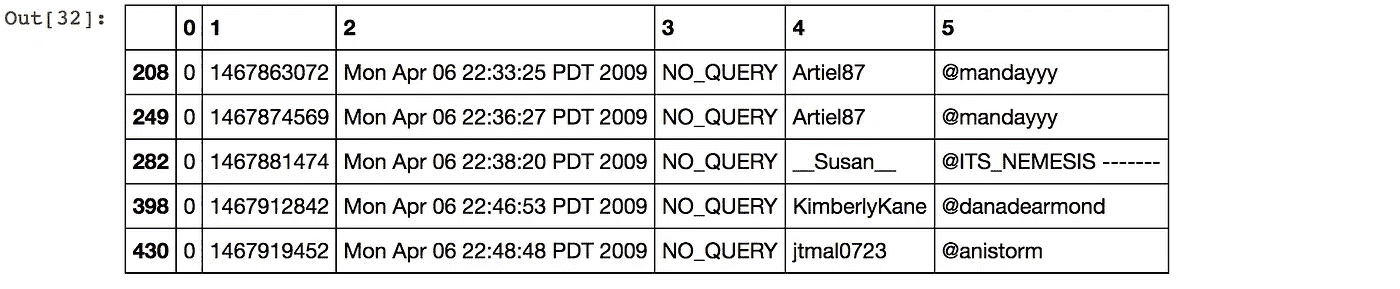 Out[32]:
0 1 2 3 4 5
208 0 1467863072 Mon Apr 06 22:33:25 PDT 2009 NO_QUERY Artiel87 @mandayyy
249 0 1467874569 Mon Apr 06 22:36:27 PDT 2009 NO_QUERY Artiel87 @mandayyy
282 0 1467881474 Mon Apr 06 22:38:20 PDT 2009 NO_QUERY __Susan__ @ITS_NEMESIS -------
398 0 1467912842 Mon Apr 06 22:46:53 PDT 2009 NO_QUERY KimberlyKane @danadearmond
430 0 1467919452 Mon Apr 06 22:48:48 PDT 2009 NO_QUERY jtmal0723 @anistorm